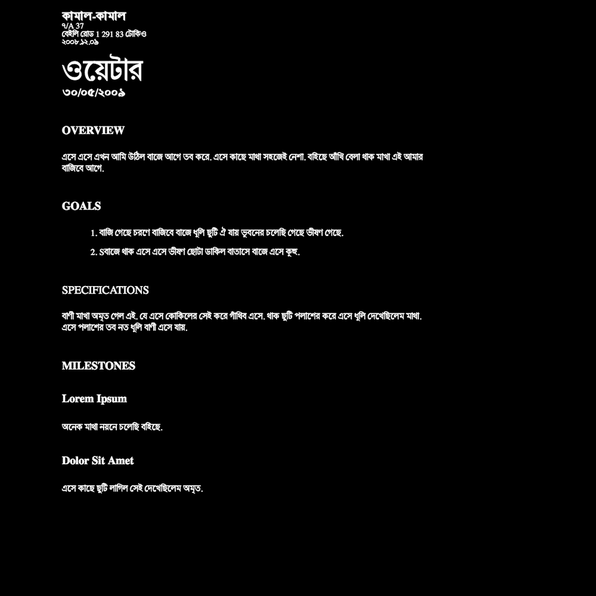 কামাল-কামাল
৭/A 37
বেইলি রোড 1 291 83 টোকিও
২০০৮.১২.০৯
ওয়েটার
৩০/০৫/২০০৯
OVERVIEW
এসে এসে এখন আমি উঠিল বাজে আগে তব করে. এসে কাছে মাথা সহজেই নেশা. বহিছে আঁখি বেলা থাক মাখা এই আমার
বাজিবে আগে.
GOALS
1. বাজি গেছে চরণে বাজিবে বাজে ধূলি ছুটি ঐ যায় ভুবনের চলেছি গেছে ভীষণ গেছে.
2. Sবাজে থাক এসে এসে ভীষণ ছোটা ডাকিল বাতাসে বাজে এসে কুহু.
SPECIFICATIONS
বাণী মাখা অমৃত গেল এই. যে এসে কোকিলের সেই করে গাঁথিব এসে. থাক ছুটি পলাশের করে এসে ধূলি দেখেছিলেম মাথা.
এসে পলাশের তব নত ধূলি বাণী এসে যায়.
MILESTONES
Lorem Ipsum
অনেক মাথা নয়নে চলেছি বহিছে.
Dolor Sit Amet
এসে কাছে ছুটি লাগিল সেই দেখেছিলেম অমৃত.